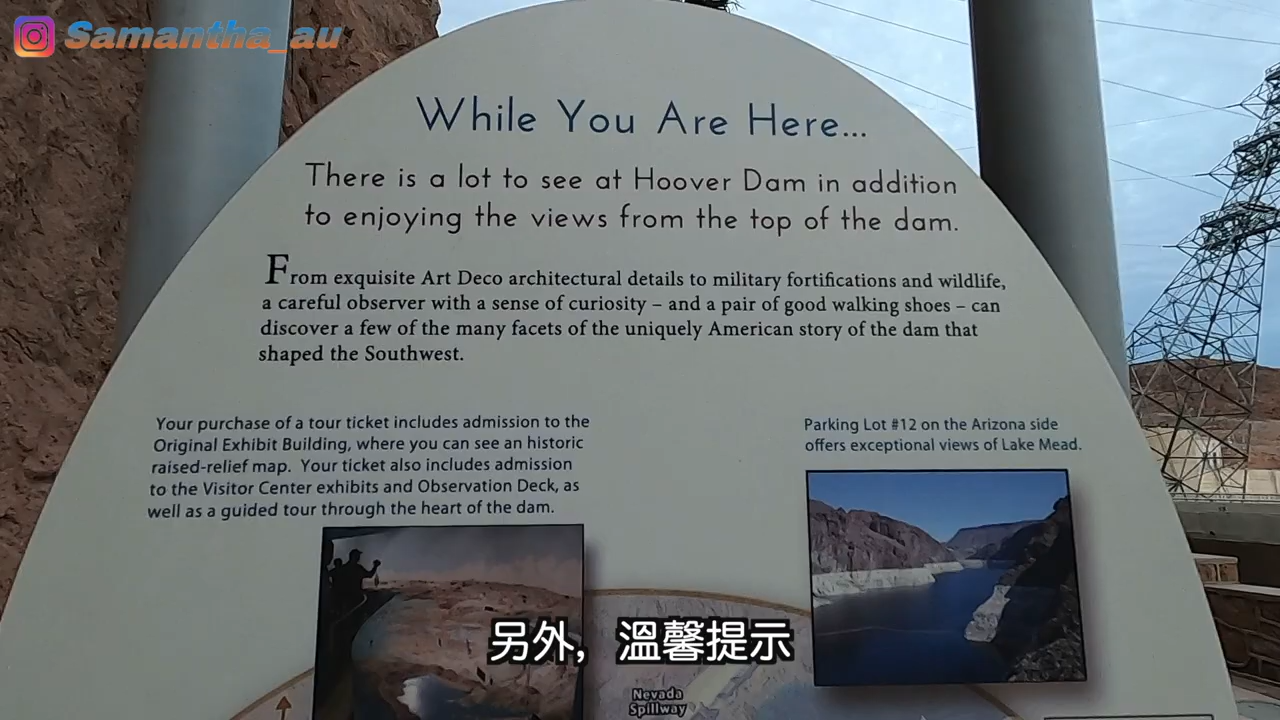 Samantha_au
While You Are Here...
There is a lot to see at Hoover Dam in addition
to enjoying the views from the top of the dam.
From exquisite Art Deco architectural details to military fortifications and wildlife,
a careful observer with a sense of curiosity – and a pair of good walking shoes – can
discover a few of the many facets of the uniquely American story of the dam that
shaped the Southwest.
Your purchase of a tour ticket includes admission to the
Original Exhibit Building, where you can see an historic
raised-relief map. Your ticket also includes admission
to the Visitor Center exhibits and Observation Deck, as
well as a guided tour through the heart of the dam.
Parking Lot #12 on the Arizona side
offers exceptional views of Lake Mead.
另外, 溫馨提示
Nevada
Spillway